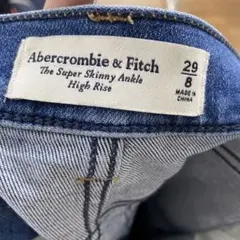 Abercrombie & Fitch
The Super Skinny Ankle
High Rise
29
8
MADE IN
CHINA